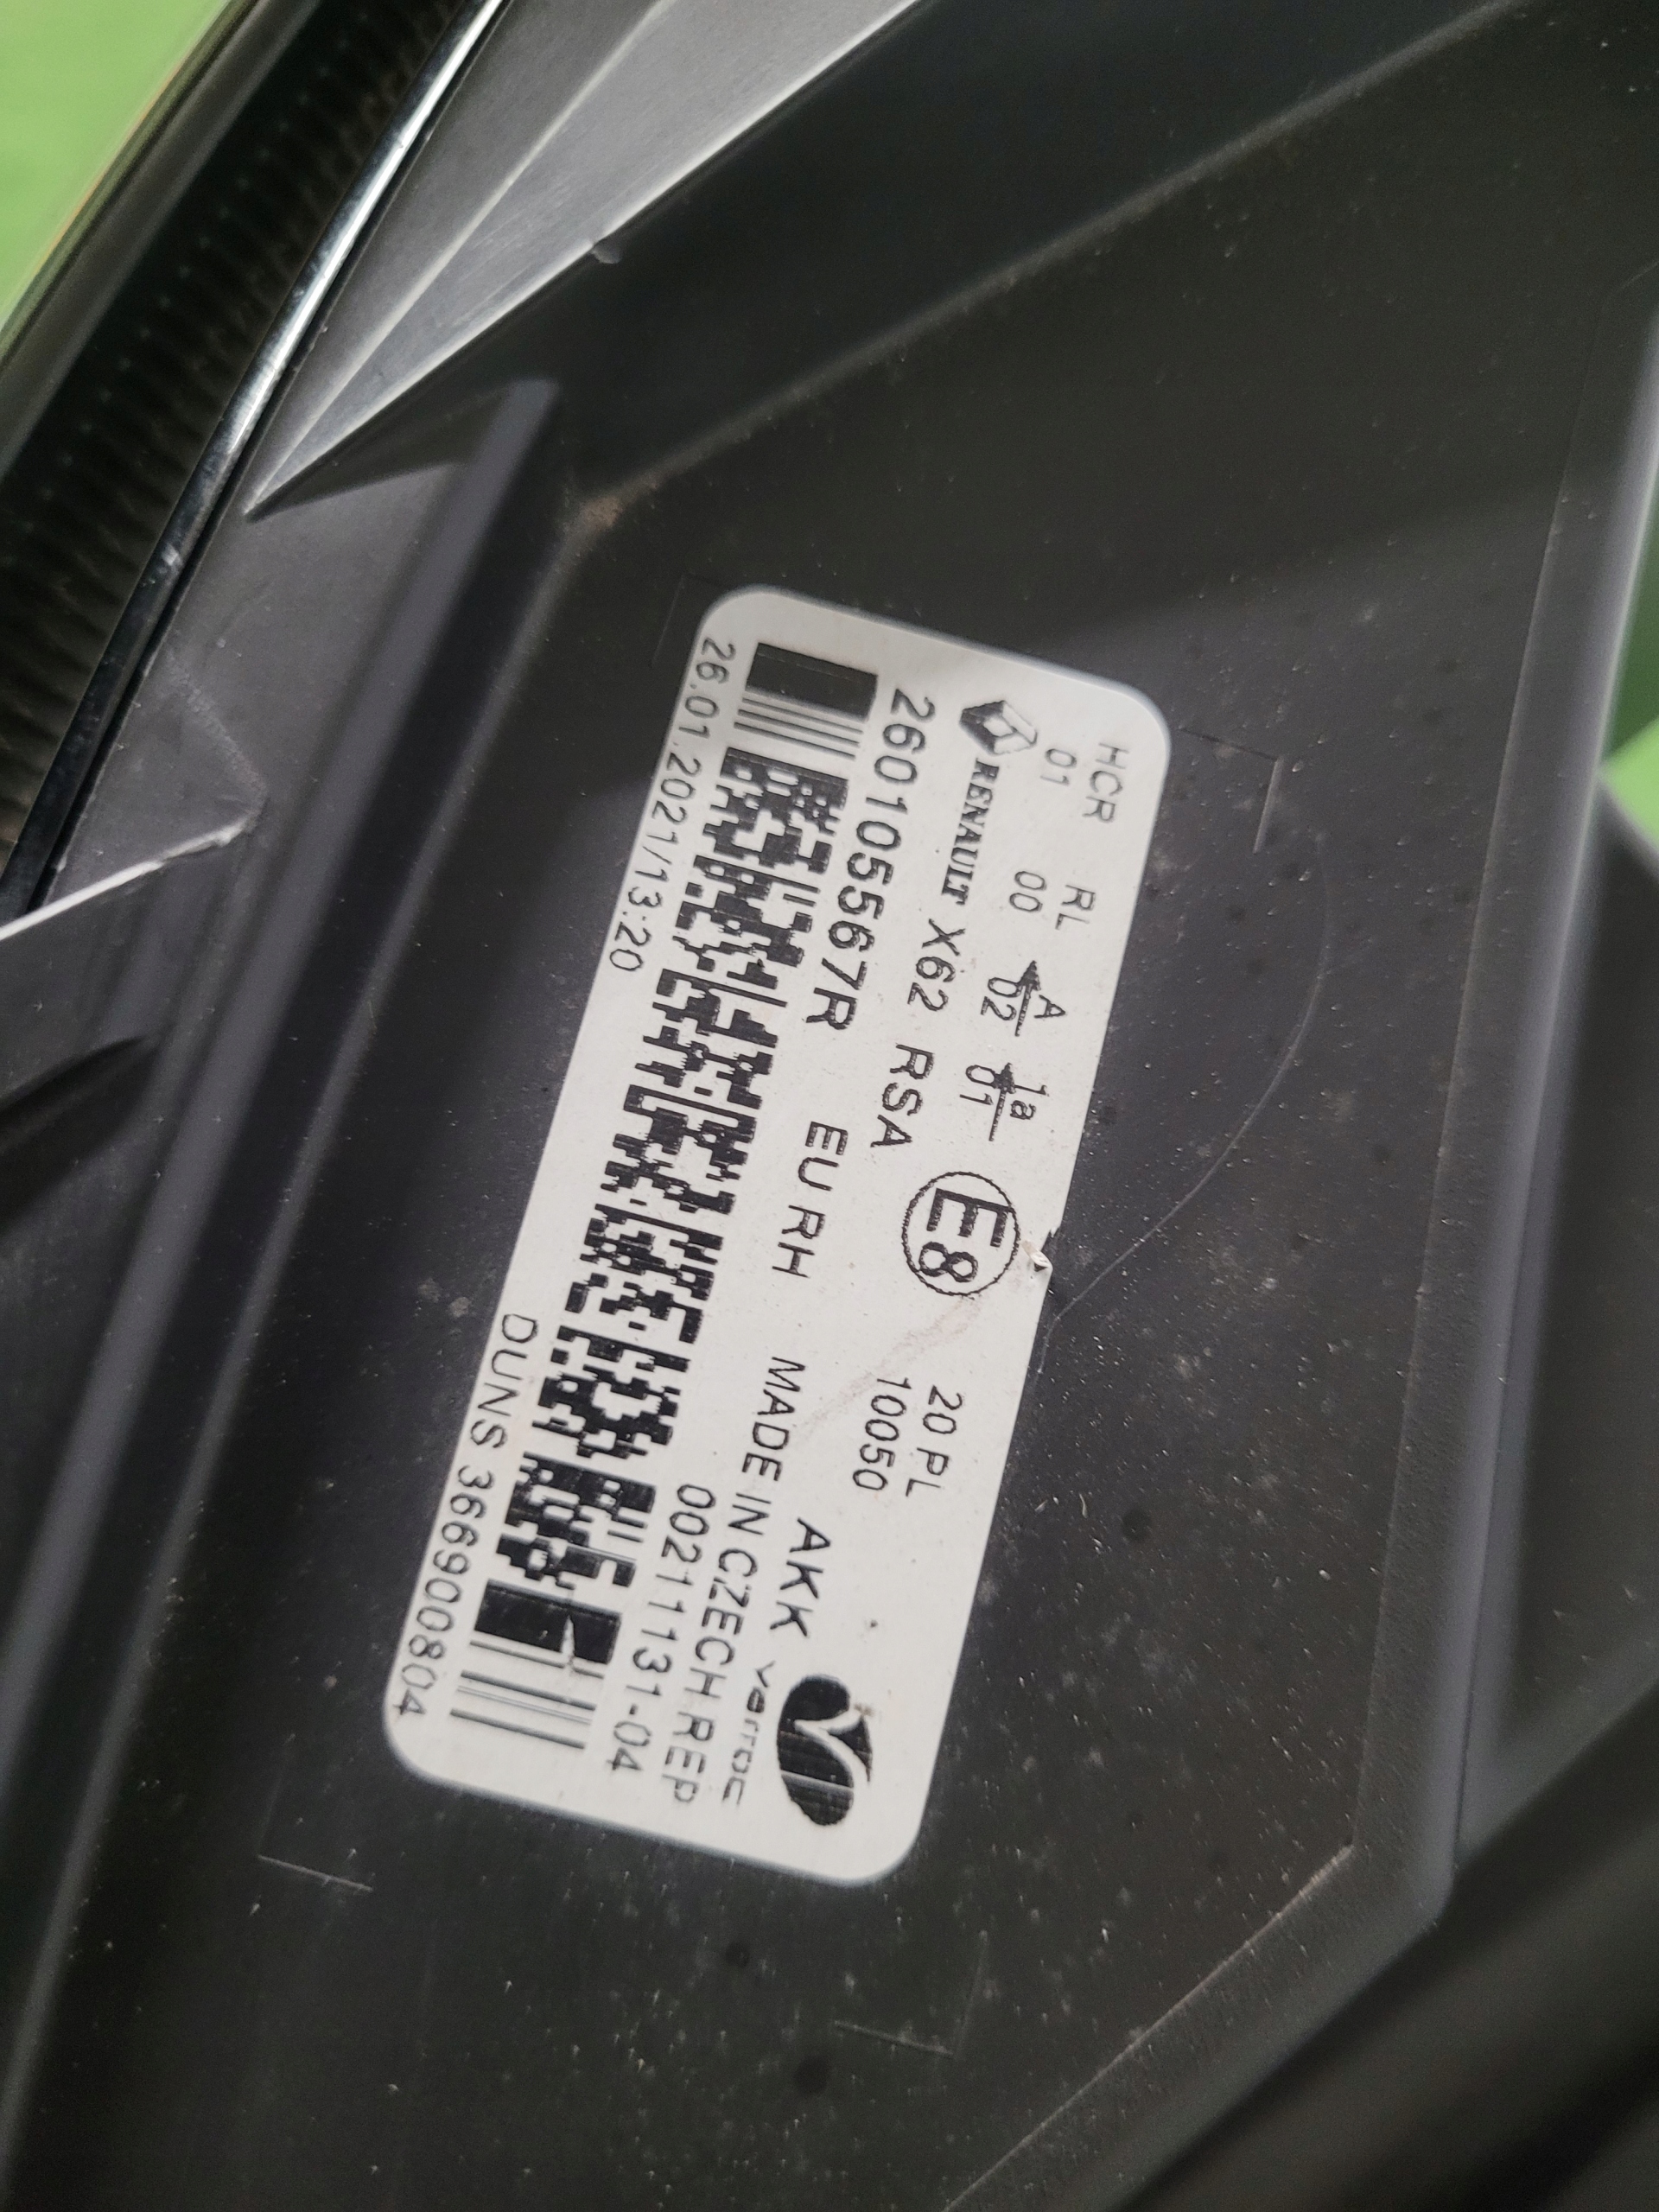 HCR RL A 1a
01 00 02 01 E8 20 PL
10050
RENAULT X62 RSA AKK
varroc
260105567R EU RH MADE IN CZECH REP
00211131-04
26.01.2021/13:20 DUNS 366900804